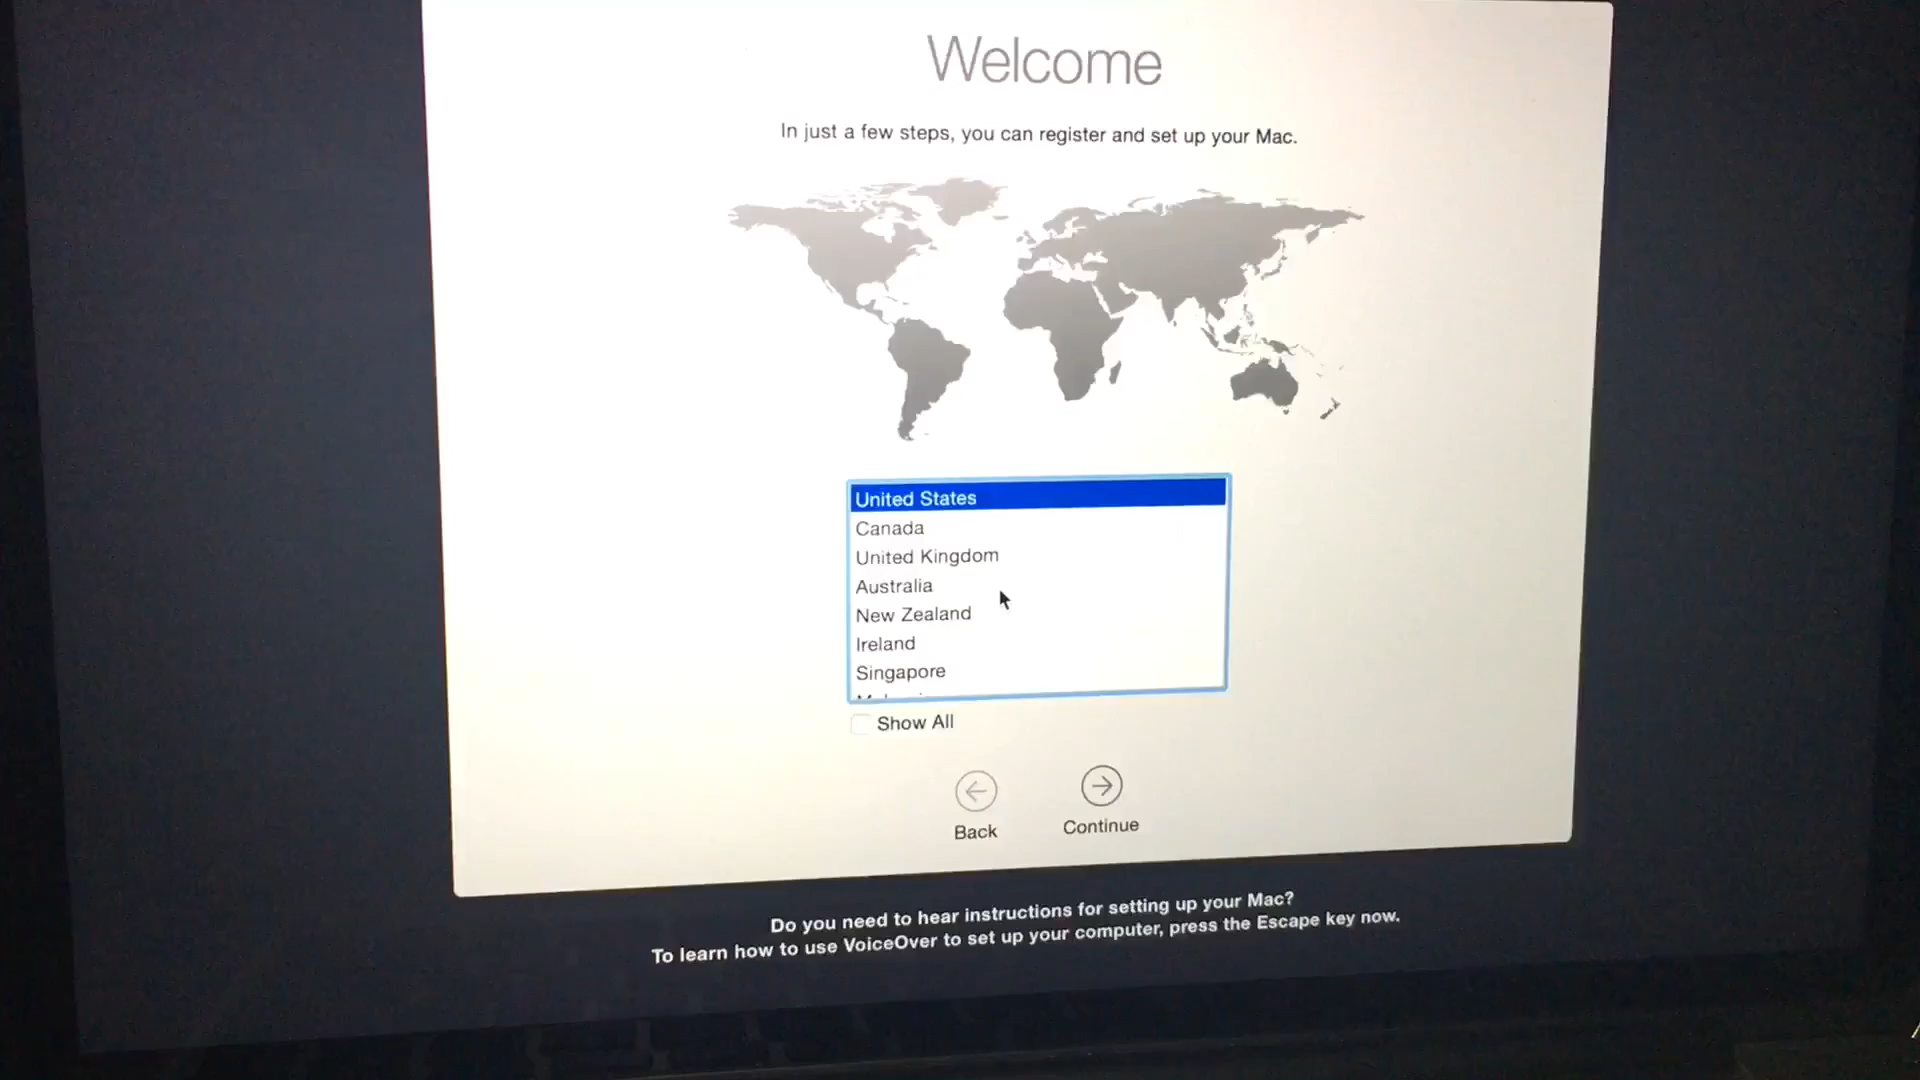 Welcome
In just a few steps, you can register and set up your Mac.
United States
Canada
United Kingdom
Australia
New Zealand
Ireland
Singapore
Show All
Back
Continue
Do you need to hear instructions for setting up your Mac?
To learn how to use VoiceOver to set up your computer, press the Escape key now.